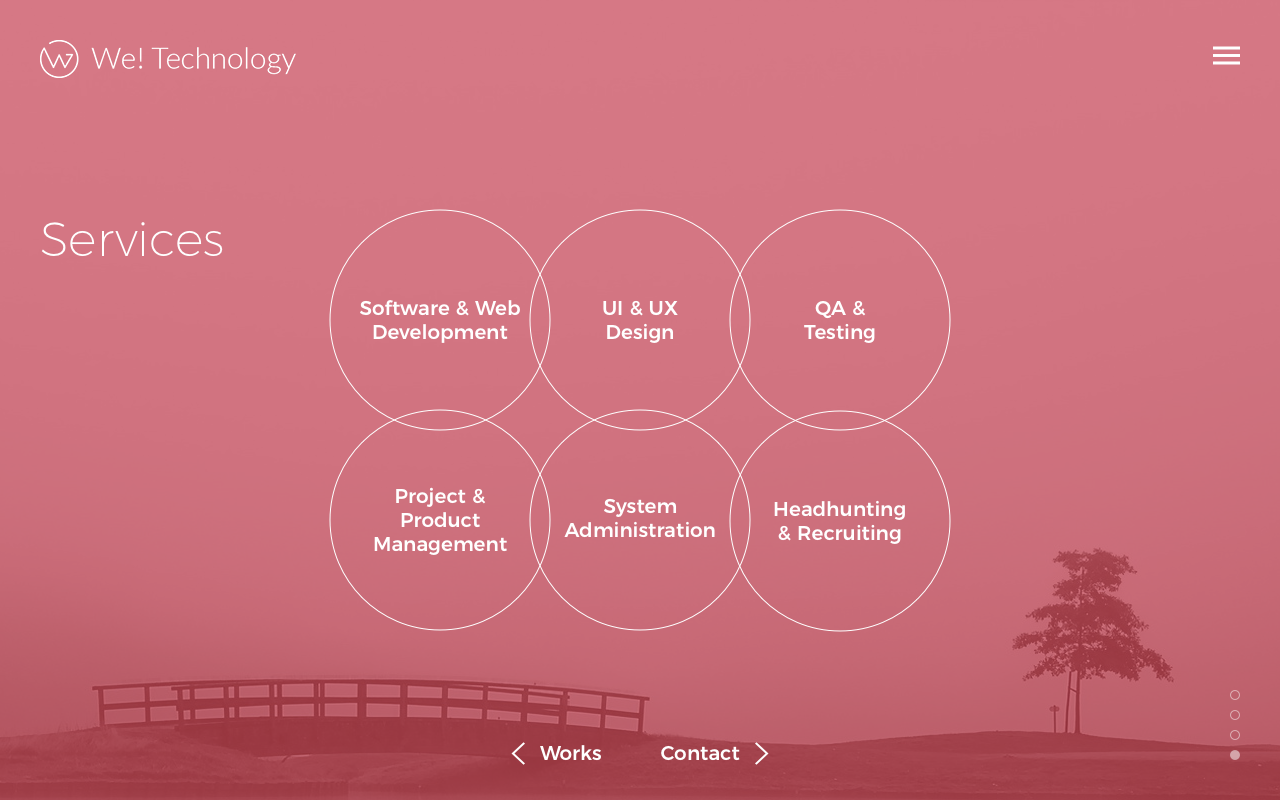 We! Technology
Services
Software & Web
Development
UI & UX
Design
QA &
Testing
Project &
Product
Management
System
Administration
Headhunting
& Recruiting
Works
Contact